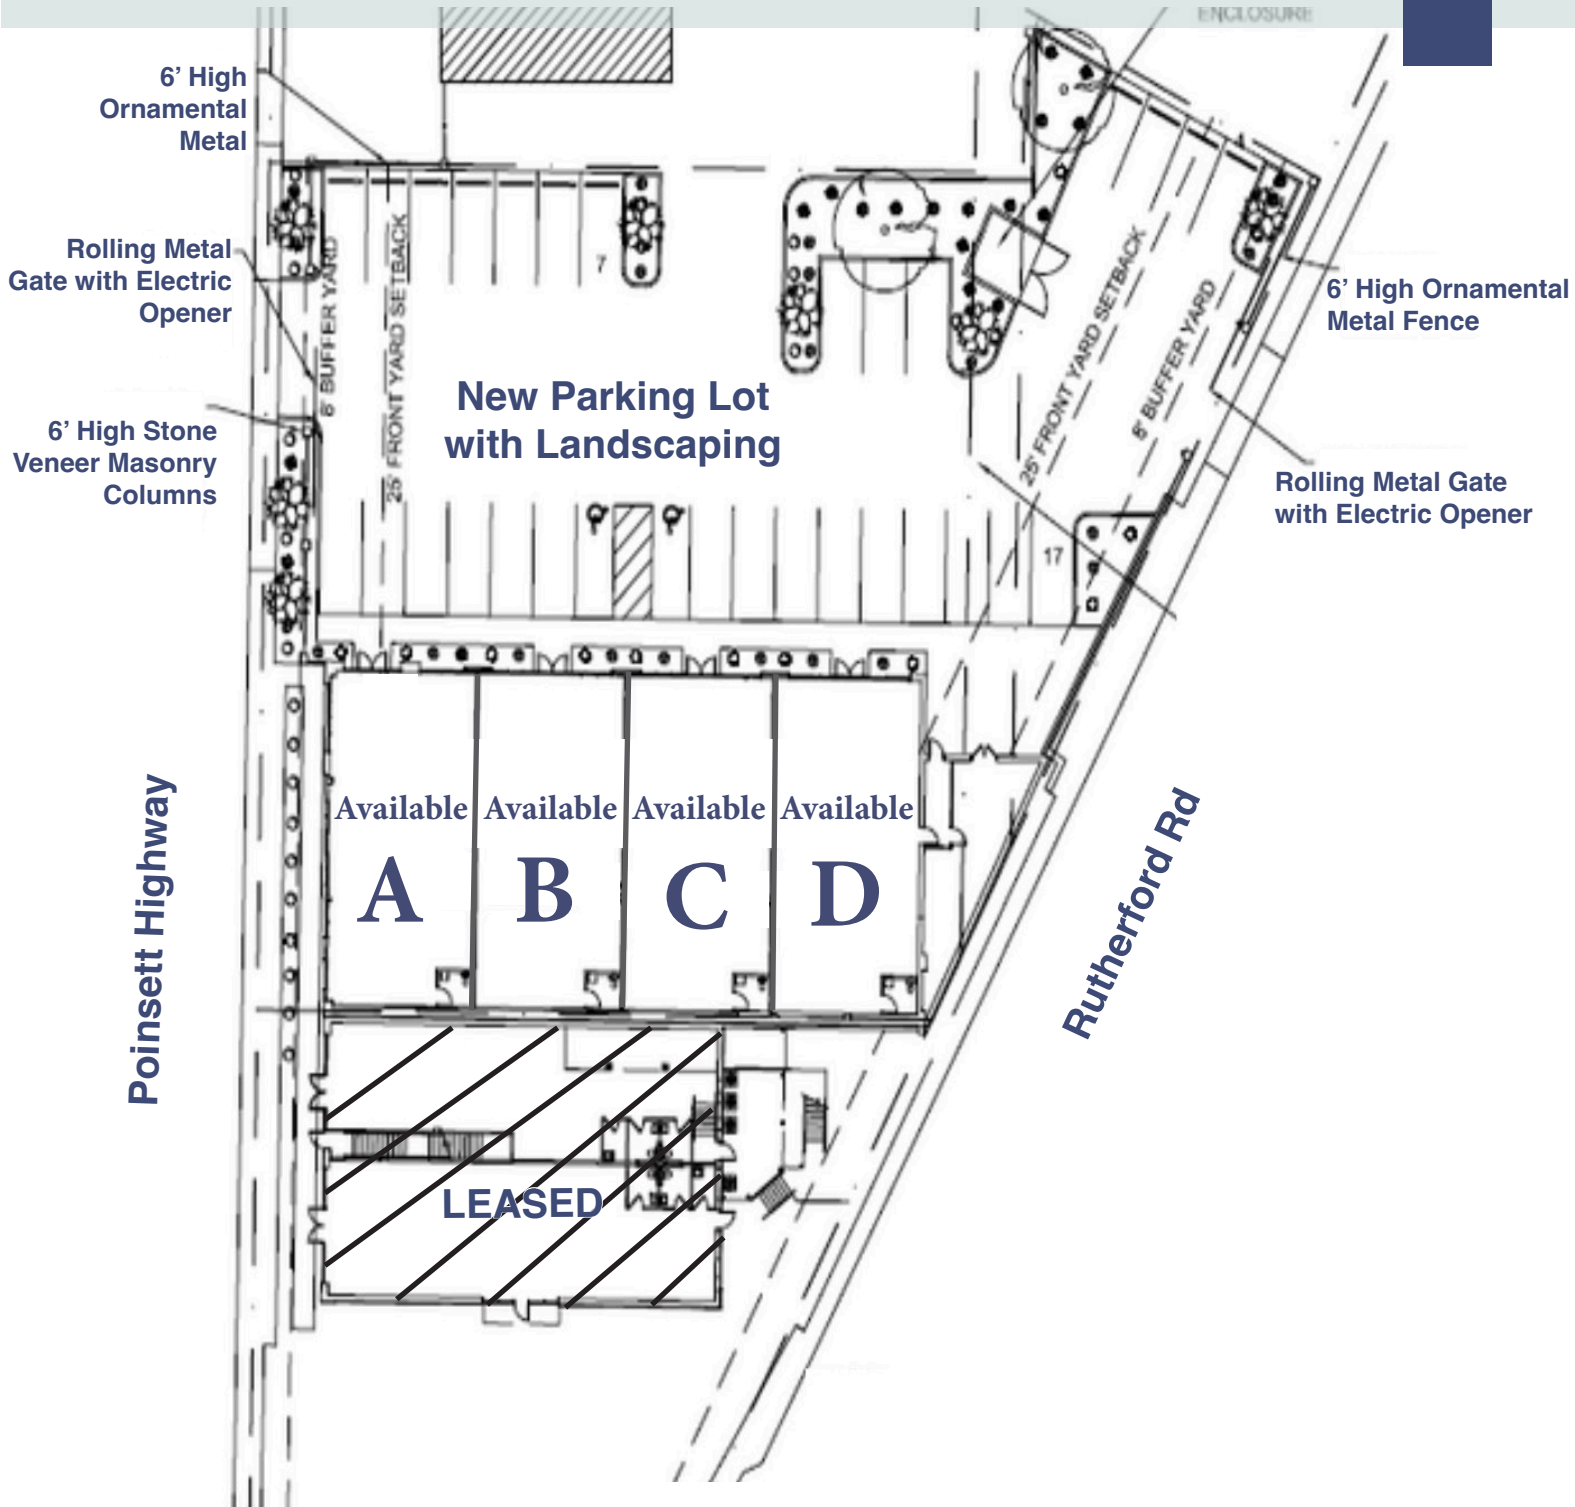 ENCLOSURE
6’ High
Ornamental
Metal
Rolling Metal
Gate with Electric
Opener
6’ High Stone
Veneer Masonry
Columns
8' BUFFER YARD
25' FRONT YARD SETBACK
7
New Parking Lot
with Landscaping
25' FRONT YARD SETBACK
8' BUFFER YARD
6’ High Ornamental
Metal Fence
Rolling Metal Gate
with Electric Opener
17
Available
A
Available
B
Available
C
Available
D
Poinsett Highway
Rutherford Rd
LEASED